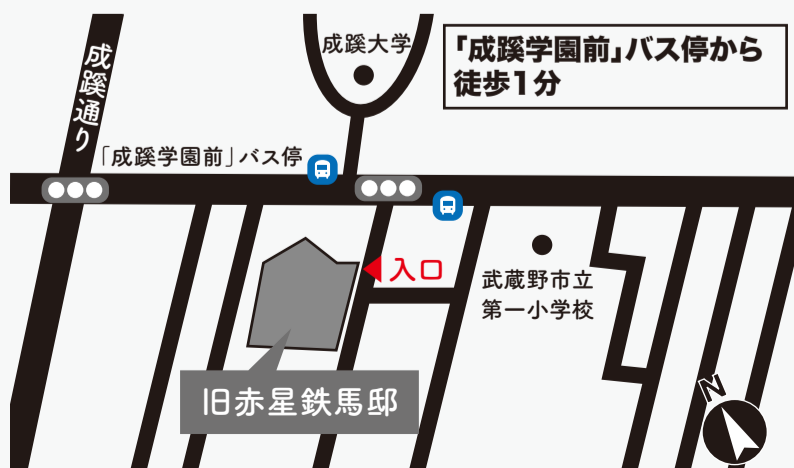 成蹊大学
「成蹊学園前」バス停から
徒歩1分
成蹊通り
「成蹊学園前」バス停
入口
武蔵野市立
第一小学校
旧赤星鉄馬邸
N